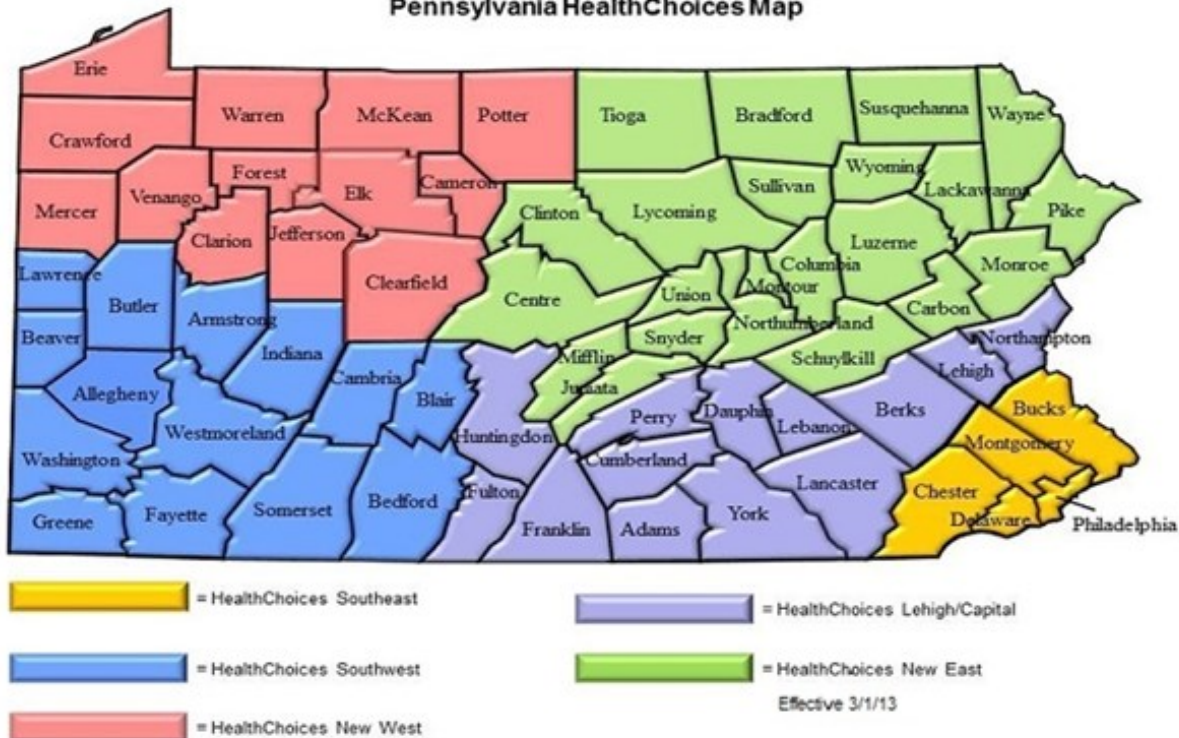 Pennsylvania HealthChoices Map
Erie
Warren
McKean
Potter
Tioga
Bradford
Susquehanna
Wayne
Crawford
Forest
Elk
Cameron
Sullivan
Wyoming
Lackawanna
Mercer
Venango
Clarion
Jefferson
Clinton
Lycoming
Pike
Clearfield
Centre
Union
Montour
Columbia
Luzerne
Monroe
Lawrence
Butler
Armstrong
Indiana
Snyder
Northumberland
Carbon
Northampton
Beaver
Allegheny
Cambria
Blair
Mifflin
Juniata
Schuylkill
Lehigh
Westmoreland
Huntingdon
Perry
Dauphin
Lebanon
Berks
Bucks
Montgomery
Washington
Cumberland
Lancaster
Chester
Greene
Fayette
Somerset
Bedford
Fulton
Franklin
Adams
York
Delaware
Philadelphia
= HealthChoices Southeast
= HealthChoices Lehigh/Capital
= HealthChoices Southwest
= HealthChoices New East
Effective 3/1/13
= HealthChoices New West